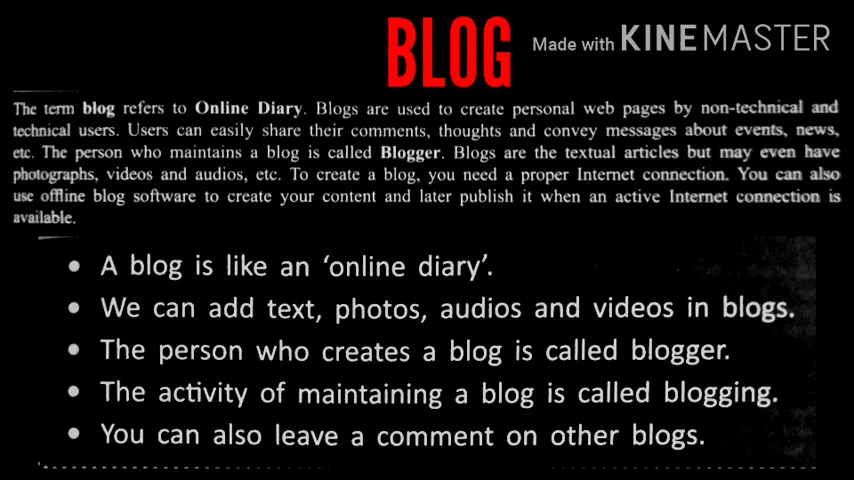 BLOG
Made with KINEMASTER
The term blog refers to Online Diary. Blogs are used to create personal web pages by non-technical and
technical users. Users can easily share their comments, thoughts and convey messages about events, news,
etc. The person who maintains a blog is called Blogger. Blogs are the textual articles but may even have
photographs, videos and audios, etc. To create a blog, you need a proper Internet connection. You can also
use offline blog software to create your content and later publish it when an active Internet connection is
available.
• A blog is like an ‘online diary’.
• We can add text, photos, audios and videos in blogs.
• The person who creates a blog is called blogger.
• The activity of maintaining a blog is called blogging.
• You can also leave a comment on other blogs.